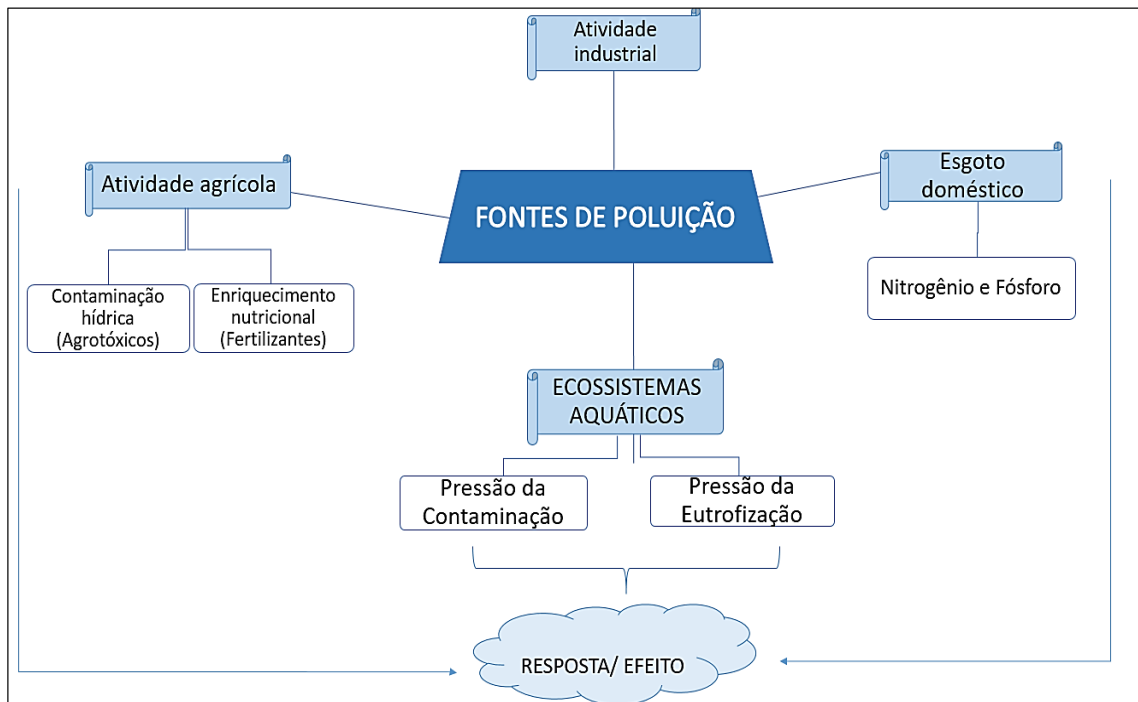 Atividade
industrial
Atividade agrícola
FONTES DE POLUIÇÃO
Esgoto
doméstico
Contaminação
hídrica
(Agrotóxicos)
Enriquecimento
nutricional
(Fertilizantes)
Nitrogênio e Fósforo
ECOSSISTEMAS
AQUÁTICOS
Pressão da
Contaminação
Pressão da
Eutrofização
RESPOSTA/ EFEITO